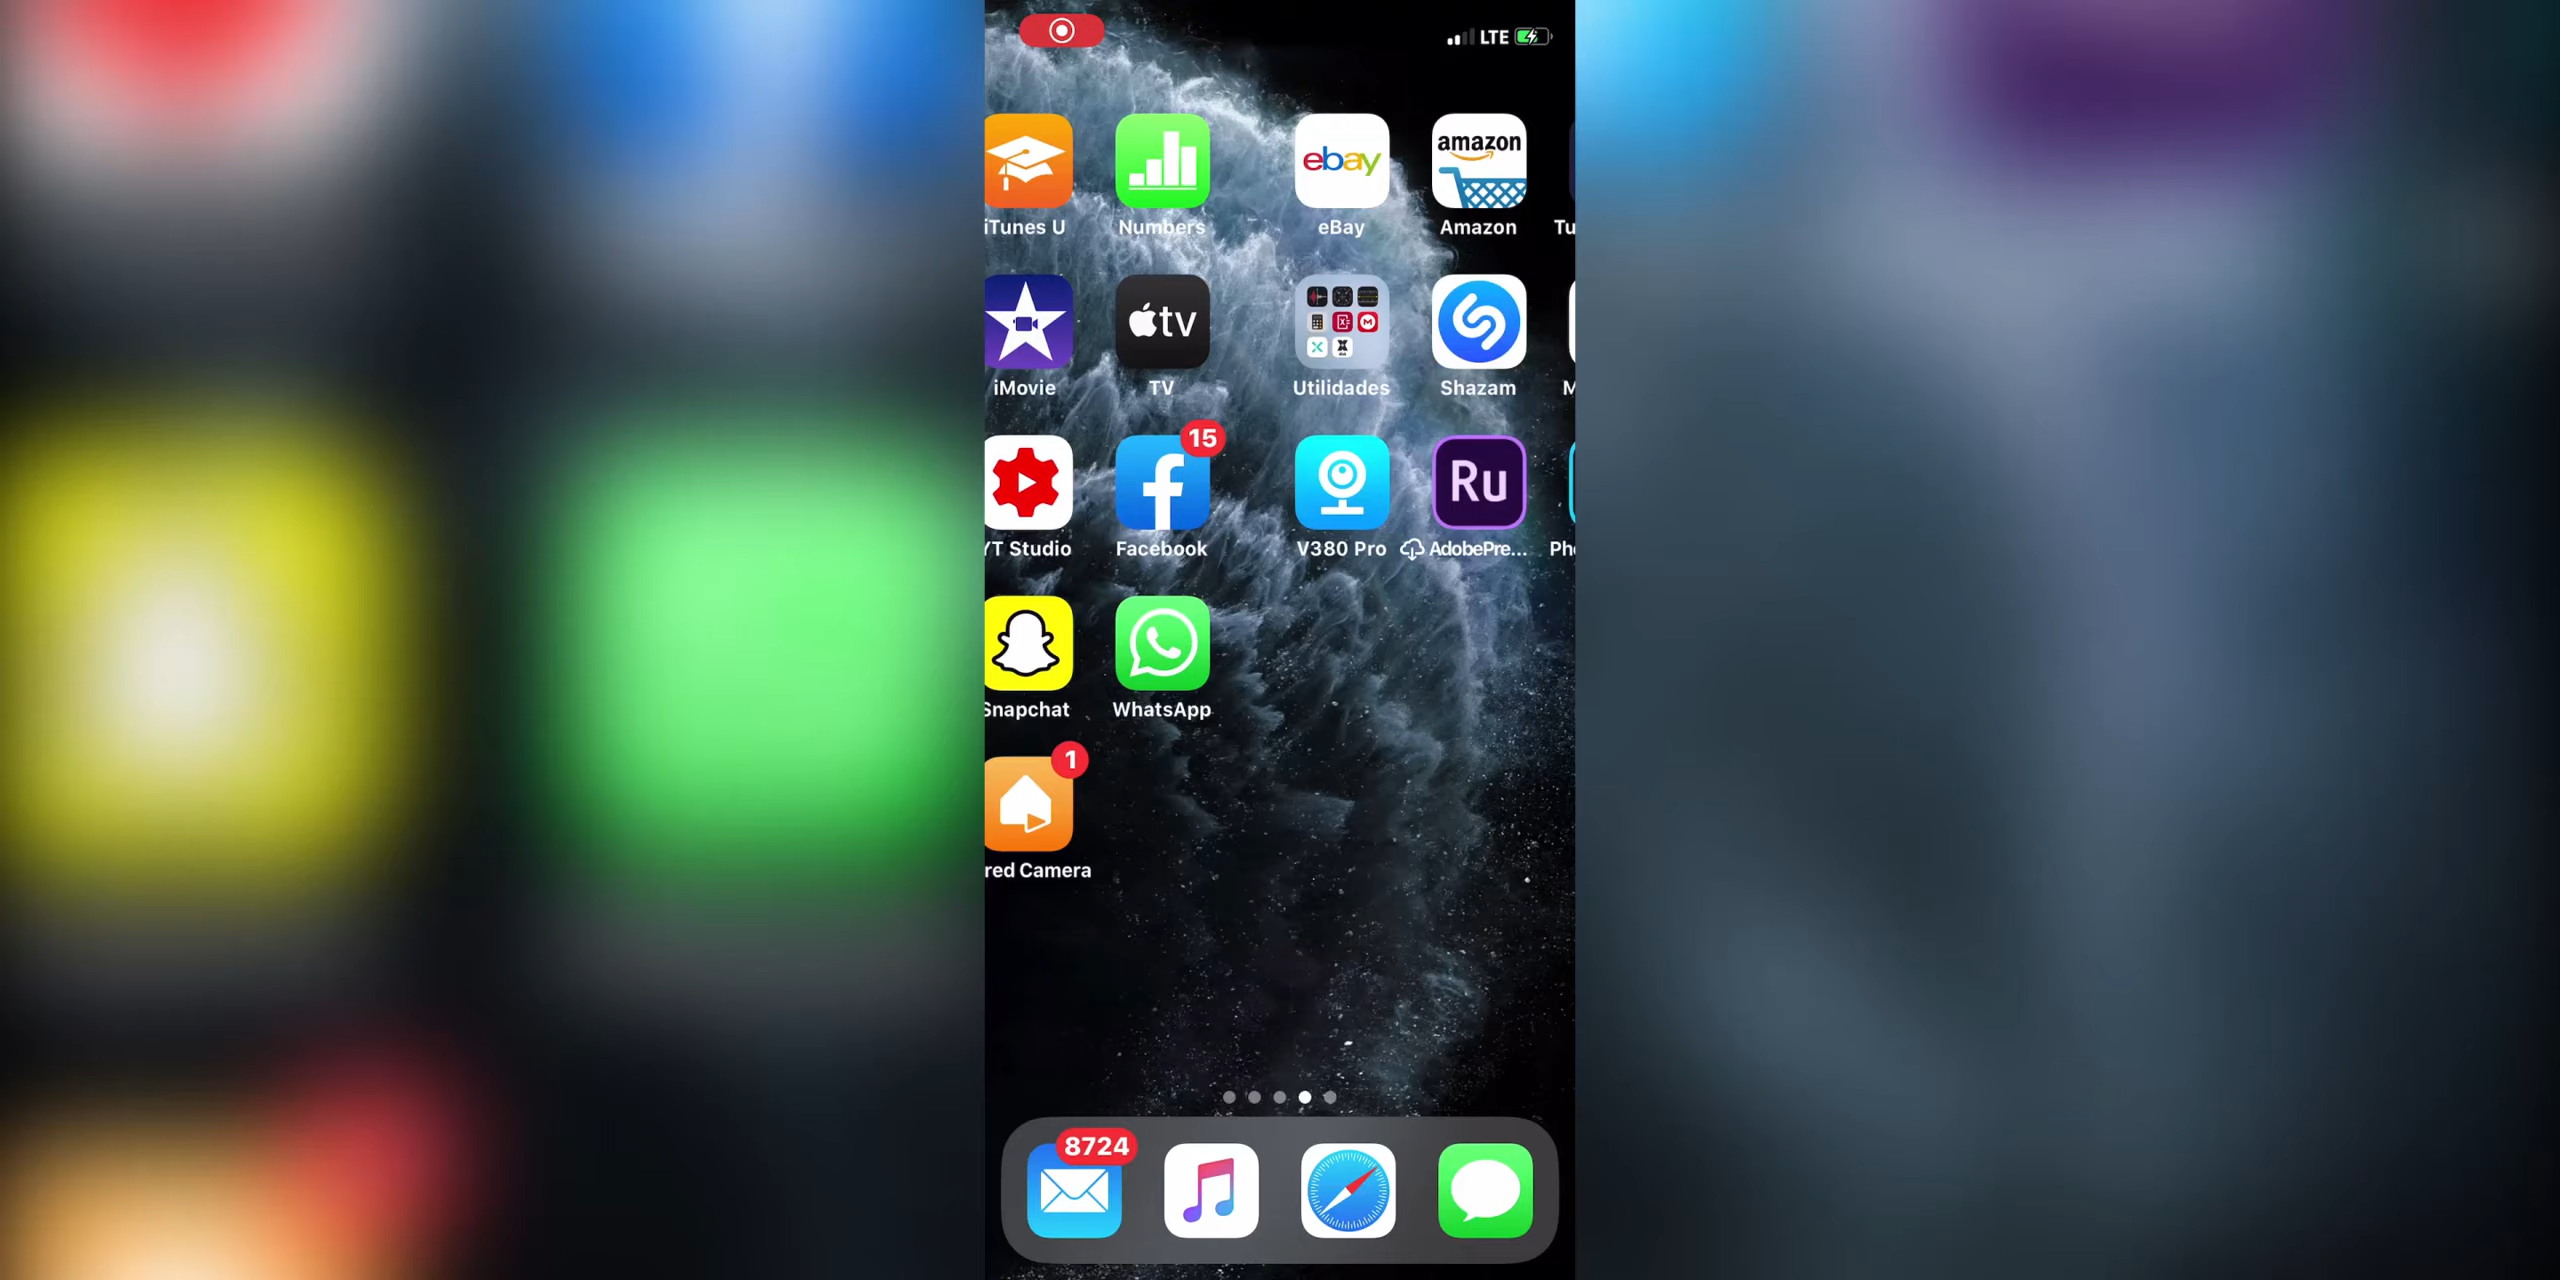 LTE
ebay
amazon
iTunes U
Numbers
eBay
Amazon
Tu
tv
iMovie
TV
Utilidades
Shazam
M
15
f
Ru
YT Studio
Facebook
V380 Pro
AdobePre...
Pho
Snapchat
WhatsApp
1
red Camera
8724